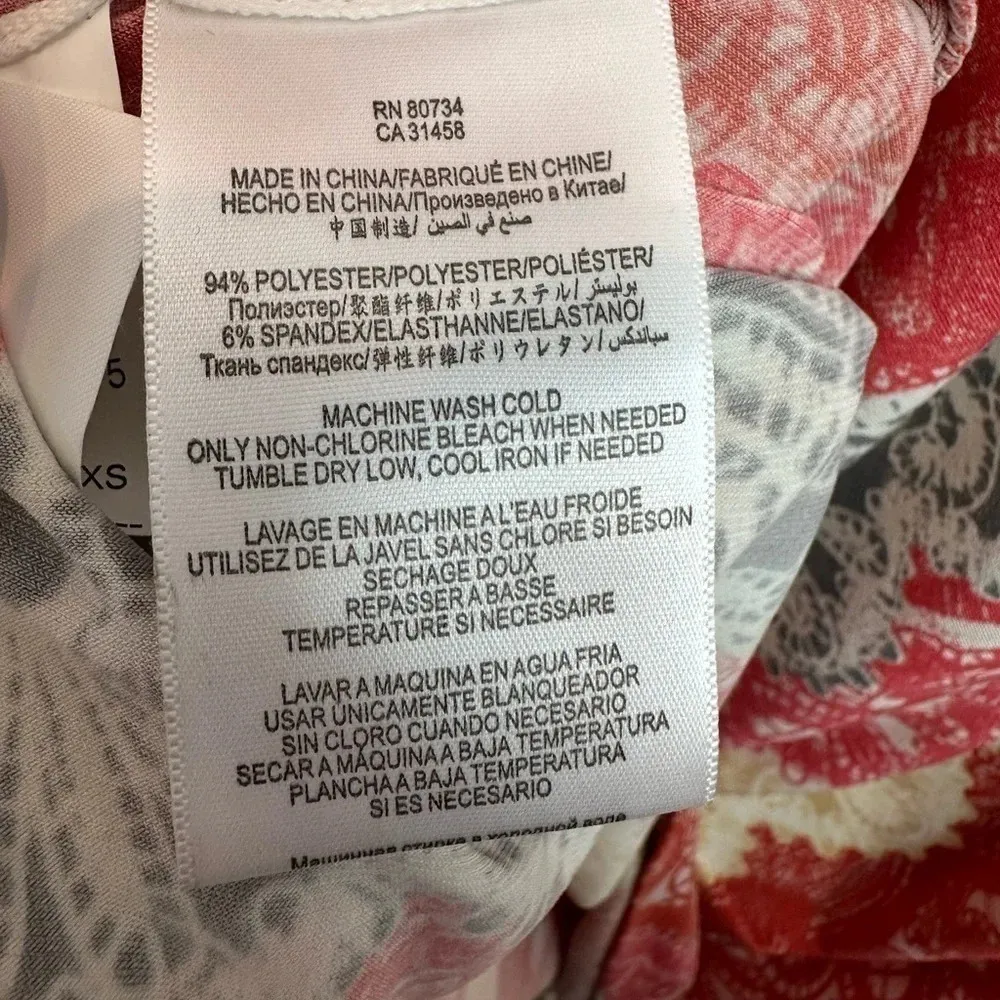 RN 80734
CA 31458
MADE IN CHINA/FABRIQUÉ EN CHINE/
HECHO EN CHINA/Произведено в Китае/
中国制造/ صنع في الصين
94% POLYESTER/POLYESTER/POLIÉSTER/
Полиэстер/聚酯纤维/ポリエステル/ بوليستر/
6% SPANDEX/ELASTHANNE/ELASTANO/
Ткань спандекс/弹性纤维/ポリウレタン/ سباندكس
MACHINE WASH COLD
ONLY NON-CHLORINE BLEACH WHEN NEEDED
TUMBLE DRY LOW, COOL IRON IF NEEDED
LAVAGE EN MACHINE A L'EAU FROIDE
UTILISEZ DE LA JAVEL SANS CHLORE SI BESOIN
SECHAGE DOUX
REPASSER A BASSE
TEMPERATURE SI NECESSAIRE
LAVAR A MAQUINA EN AGUA FRIA
USAR UNICAMENTE BLANQUEADOR
SIN CLORO CUANDO NECESARIO
SECAR A MAQUINA A BAJA TEMPERATURA
PLANCHA A BAJA TEMPERATURA
SI ES NECESARIO
Машинная стирка в холодной воде
5
XS